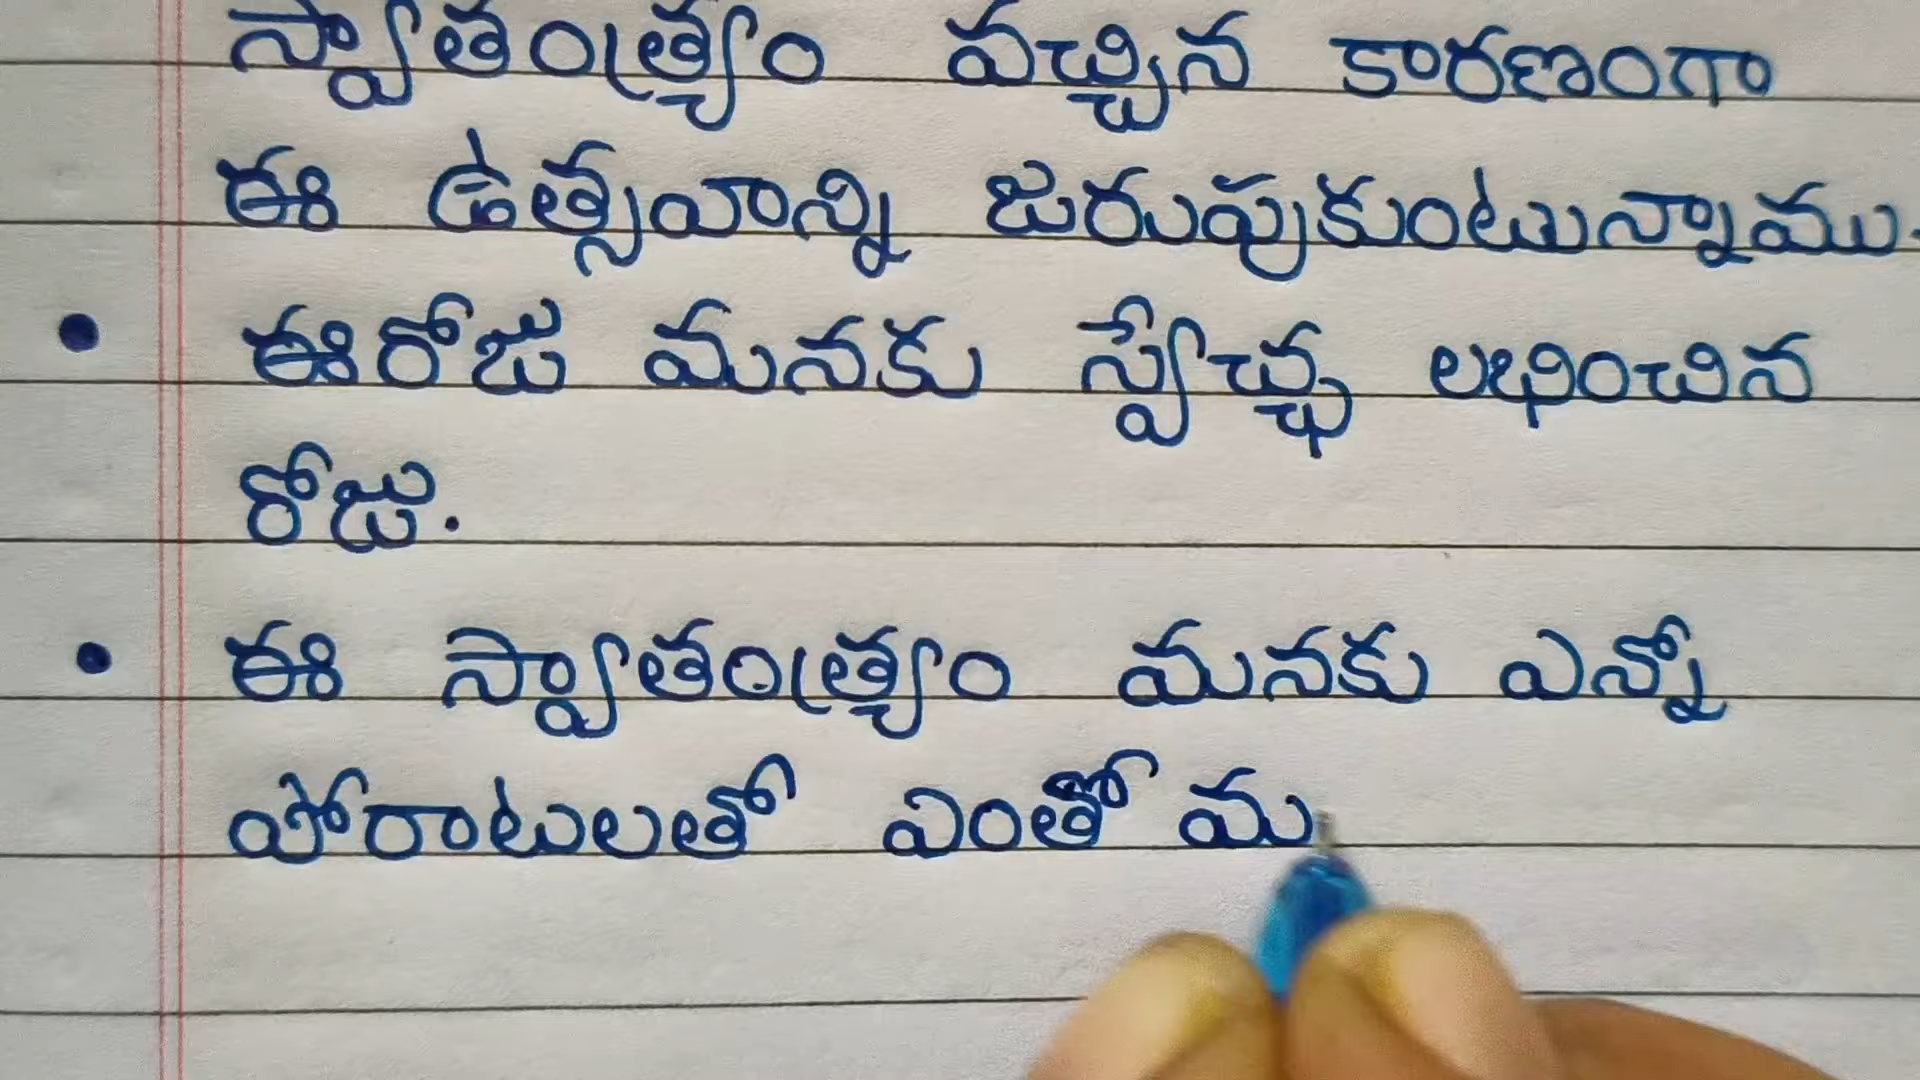 స్వాతంత్ర్యం వచ్చిన కారణంగా
ఈ ఉత్సవాన్ని జరుపుకుంటున్నాము.
• ఈరోజు మనకు స్వేచ్ఛ లభించిన
రోజు.
• ఈ స్వాతంత్ర్యం మనకు ఎన్నో
పోరాటులతో ఎంతో మ